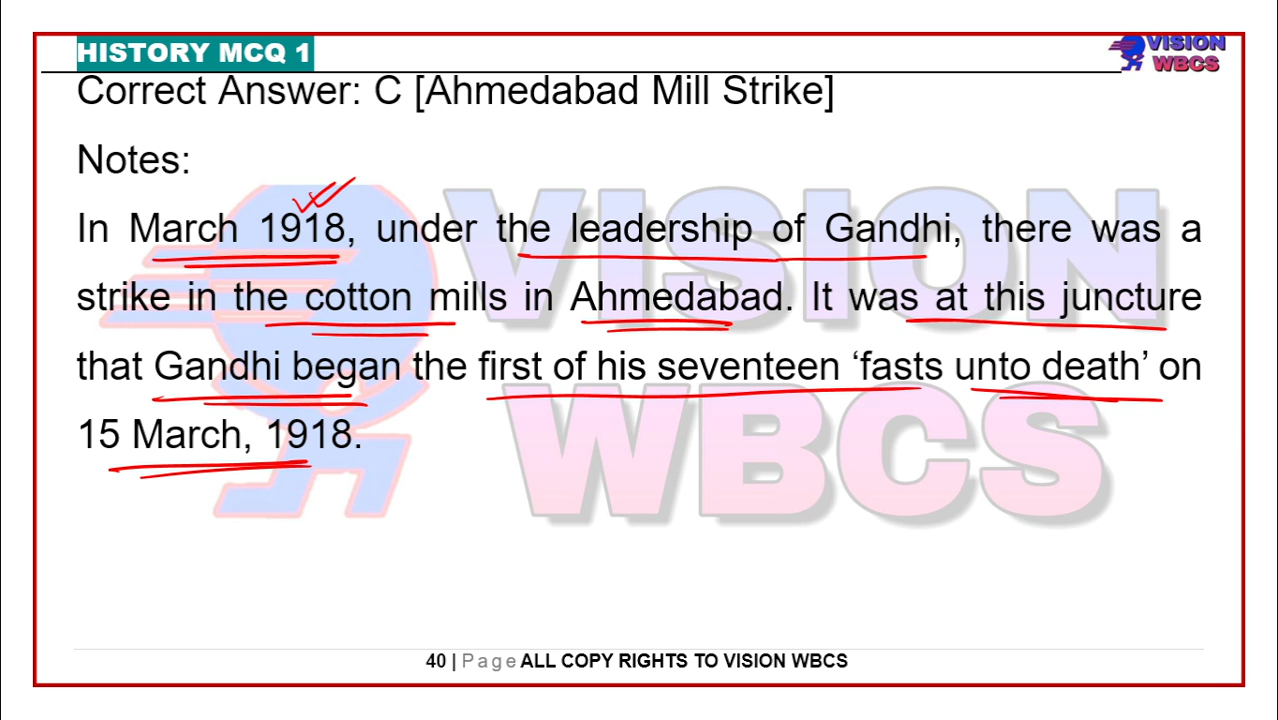 HISTORY MCQ 1
VISION
WBCS
Correct Answer: C [Ahmedabad Mill Strike]
Notes:
In March 1918, under the leadership of Gandhi, there was a
strike in the cotton mills in Ahmedabad. It was at this juncture
that Gandhi began the first of his seventeen ‘fasts unto death’ on
15 March, 1918.
VISION
WBCS
40 | Page ALL COPY RIGHTS TO VISION WBCS